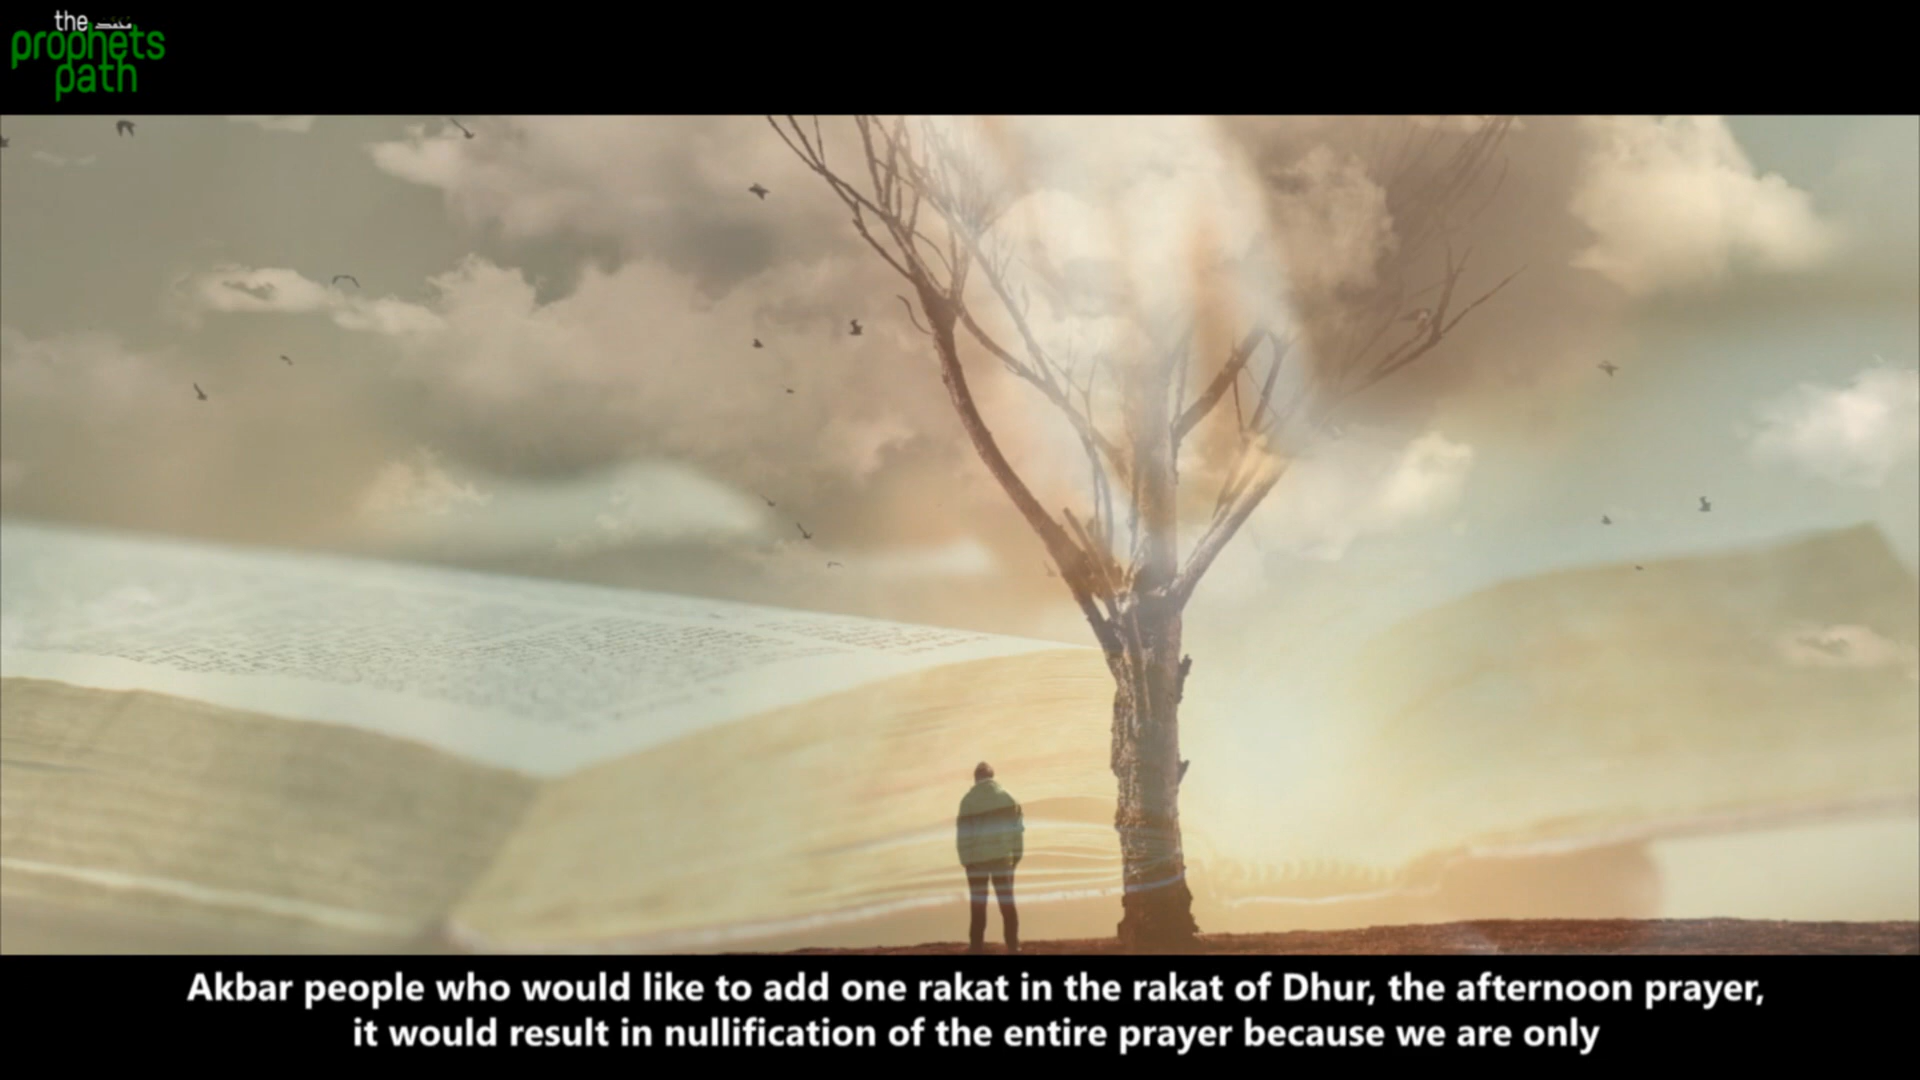 the محمد
prophets
path
Akbar people who would like to add one rakat in the rakat of Dhur, the afternoon prayer,
it would result in nullification of the entire prayer because we are only